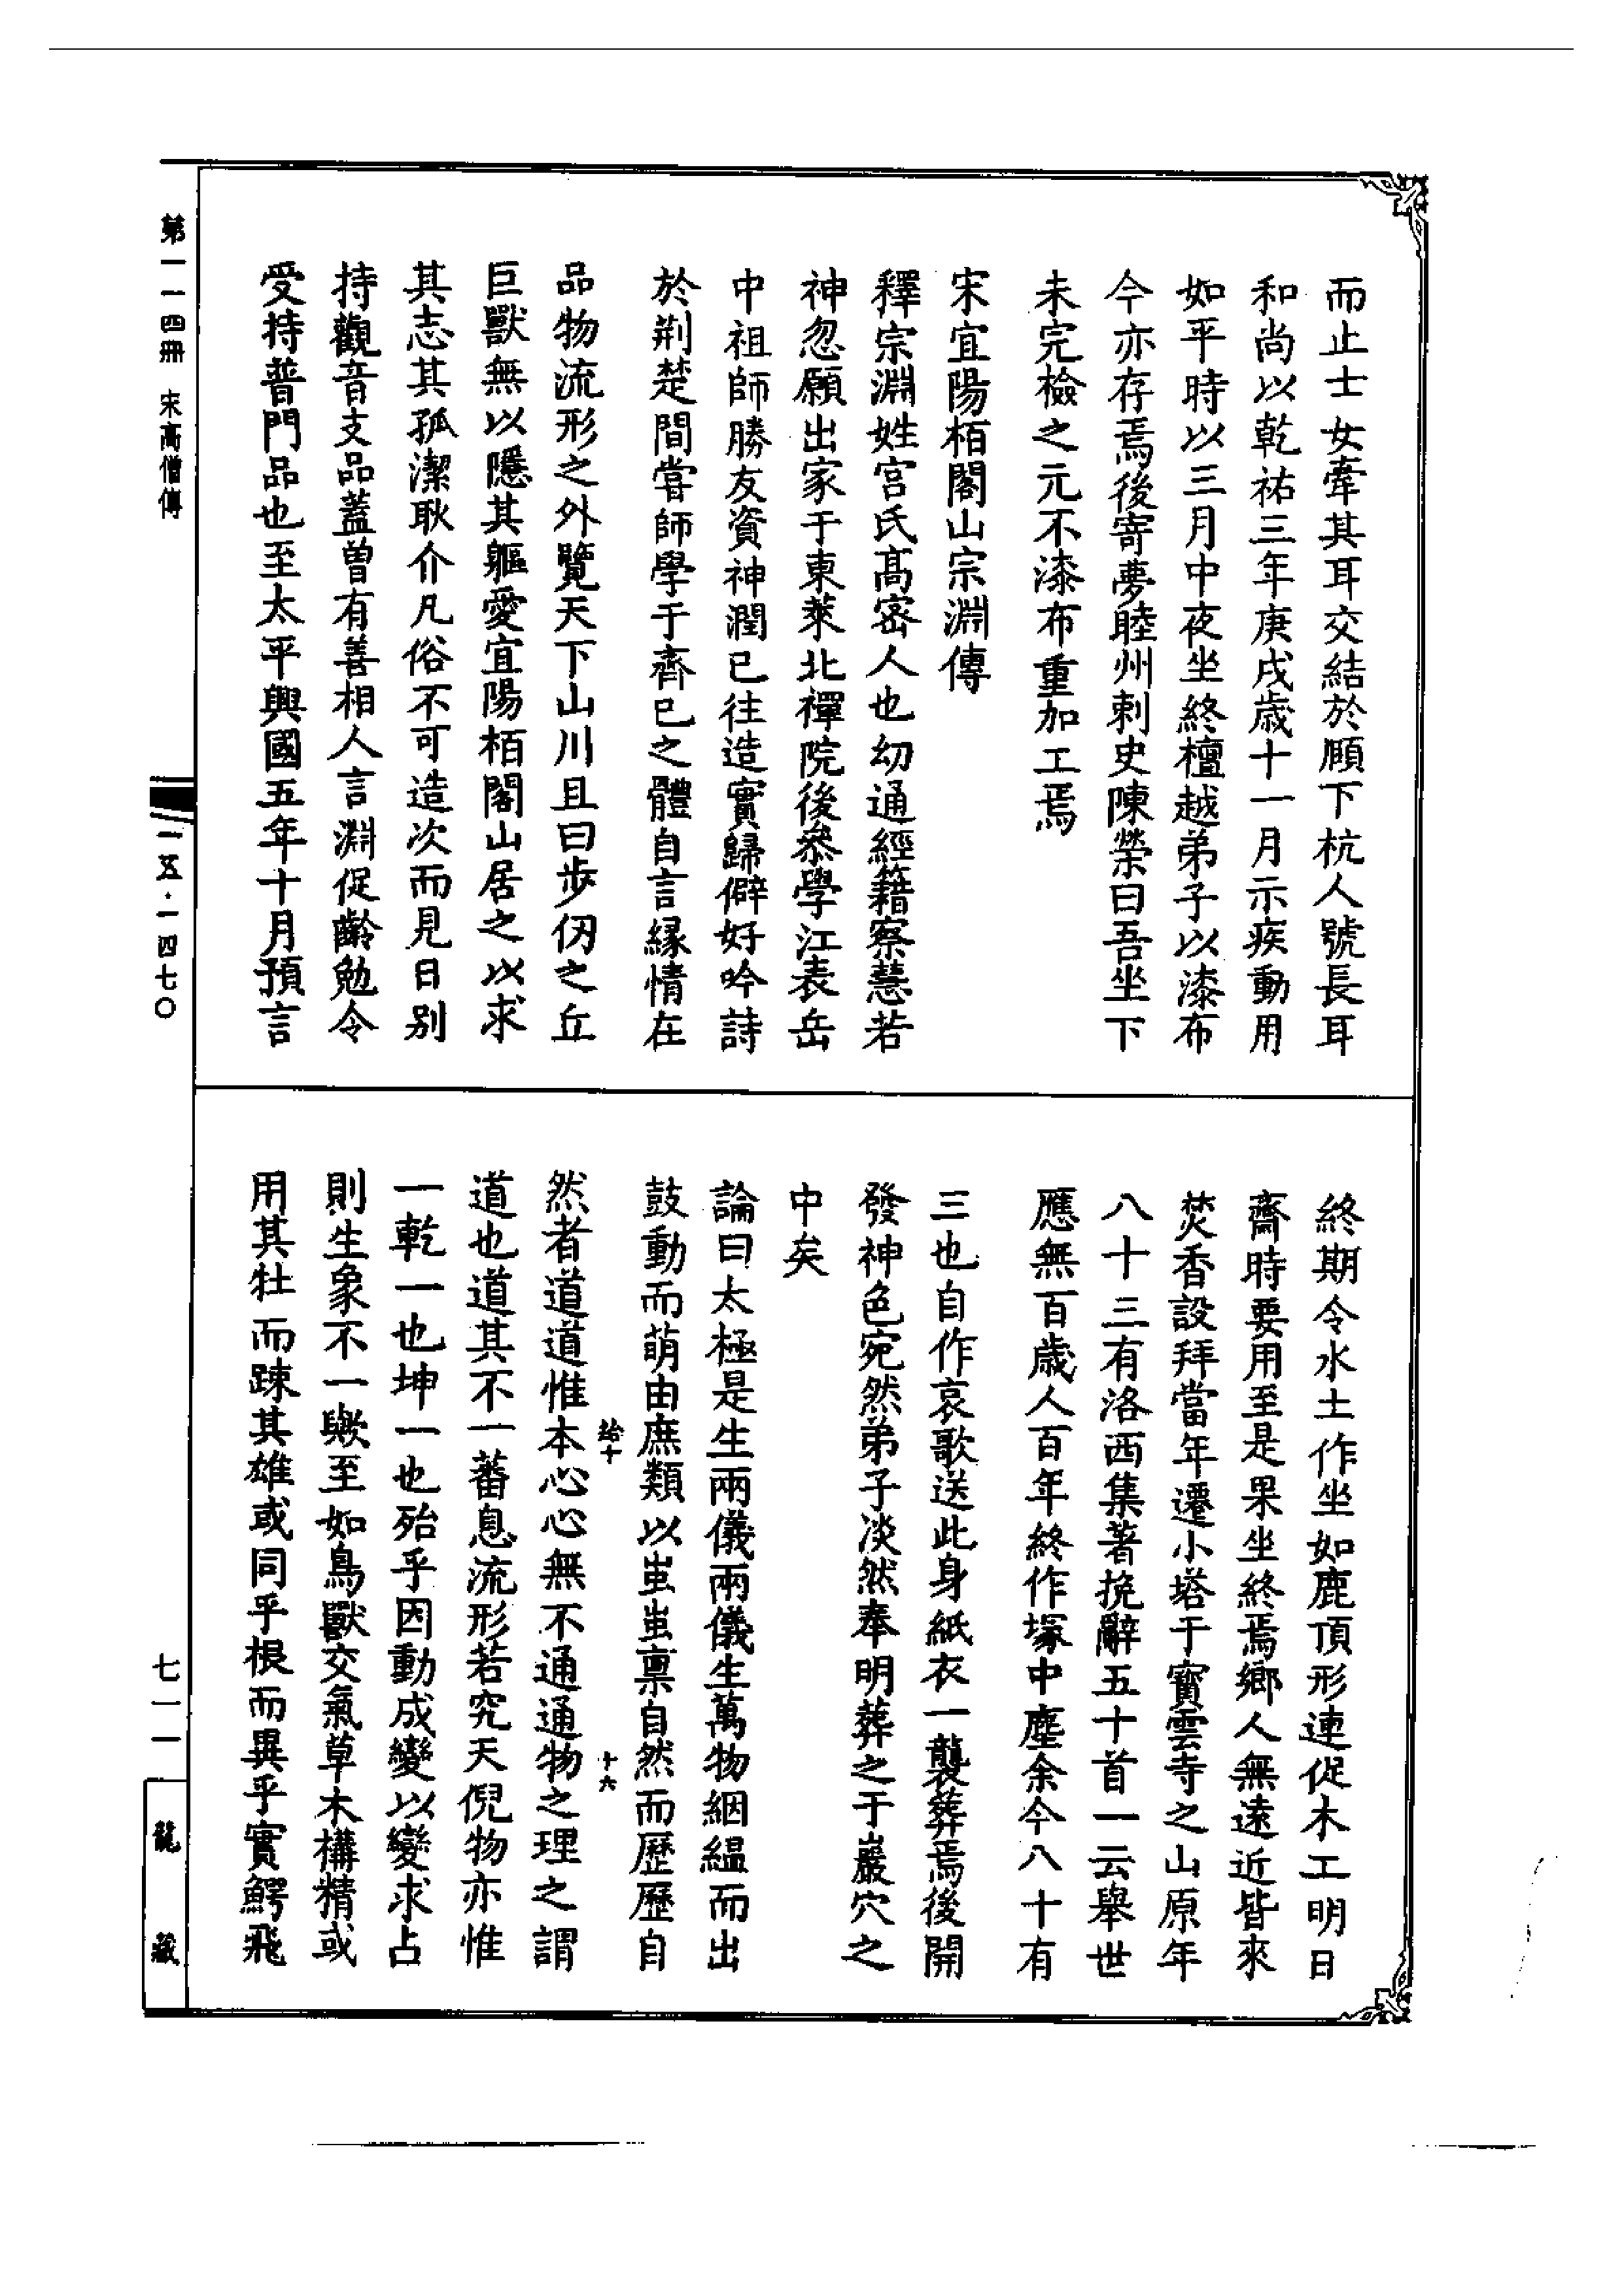 而止士女牽其耳交結於頤下杭人號長耳
和尚以乾祐三年庚戌歲十一月示疾動用
如平時以三月中夜坐終檀越弟子以漆布
今亦存焉後寄夢睦州刺史陳榮曰吾坐下
未完檢之元不漆布重加工焉
宋宜陽栢閣山宗淵傳
釋宗淵姓宮氏高密人也幼通經籍察慧若
神忽願出家于東萊北禪院後叅學江表岳
中祖師勝友資神潤已往造實歸僻好吟詩
於荆楚間甞師學于齊已之體自言緣情在
品物流形之外覽天下山川且曰步仞之丘
巨獸無以隱其軀愛宜陽栢閣山居之以求
其志其孤潔耿介凡俗不可造次而見日別
持觀音支品蓋曾有善相人言淵促齡勉令
受持普門品也至太平興國五年十月預言
終期令水土作坐如鹿頂形連促木工明日
齋時要用至是果坐終焉鄉人無遠近皆來
焚香設拜當年遷小塔于寳雲寺之山原年
八十三有洛西集著挽辭五十首一云舉世
應無百歲人百年終作塚中塵余今八十有
三也自作哀歌送此身紙衣一襲葬焉後開
發神色宛然弟子淡然奉明葬之于巖穴之
中矣
論曰太極是生兩儀兩儀生萬物絪縕而出
鼓動而萌由庶類以蚩蚩禀自然而歷歷自
給十
十六
然者道道惟本心心無不通通物之理之謂
道也道其不一蕃息流形若究天倪物亦惟
一乾一也坤一也殆乎因動成變以變求占
則生象不一歟至如鳥獸交氣草木構精或
用其牡而踈其雄或同乎根而異乎實鰐飛
第一一四冊
宋高僧傳
一五·一四七〇
七一一
龍藏